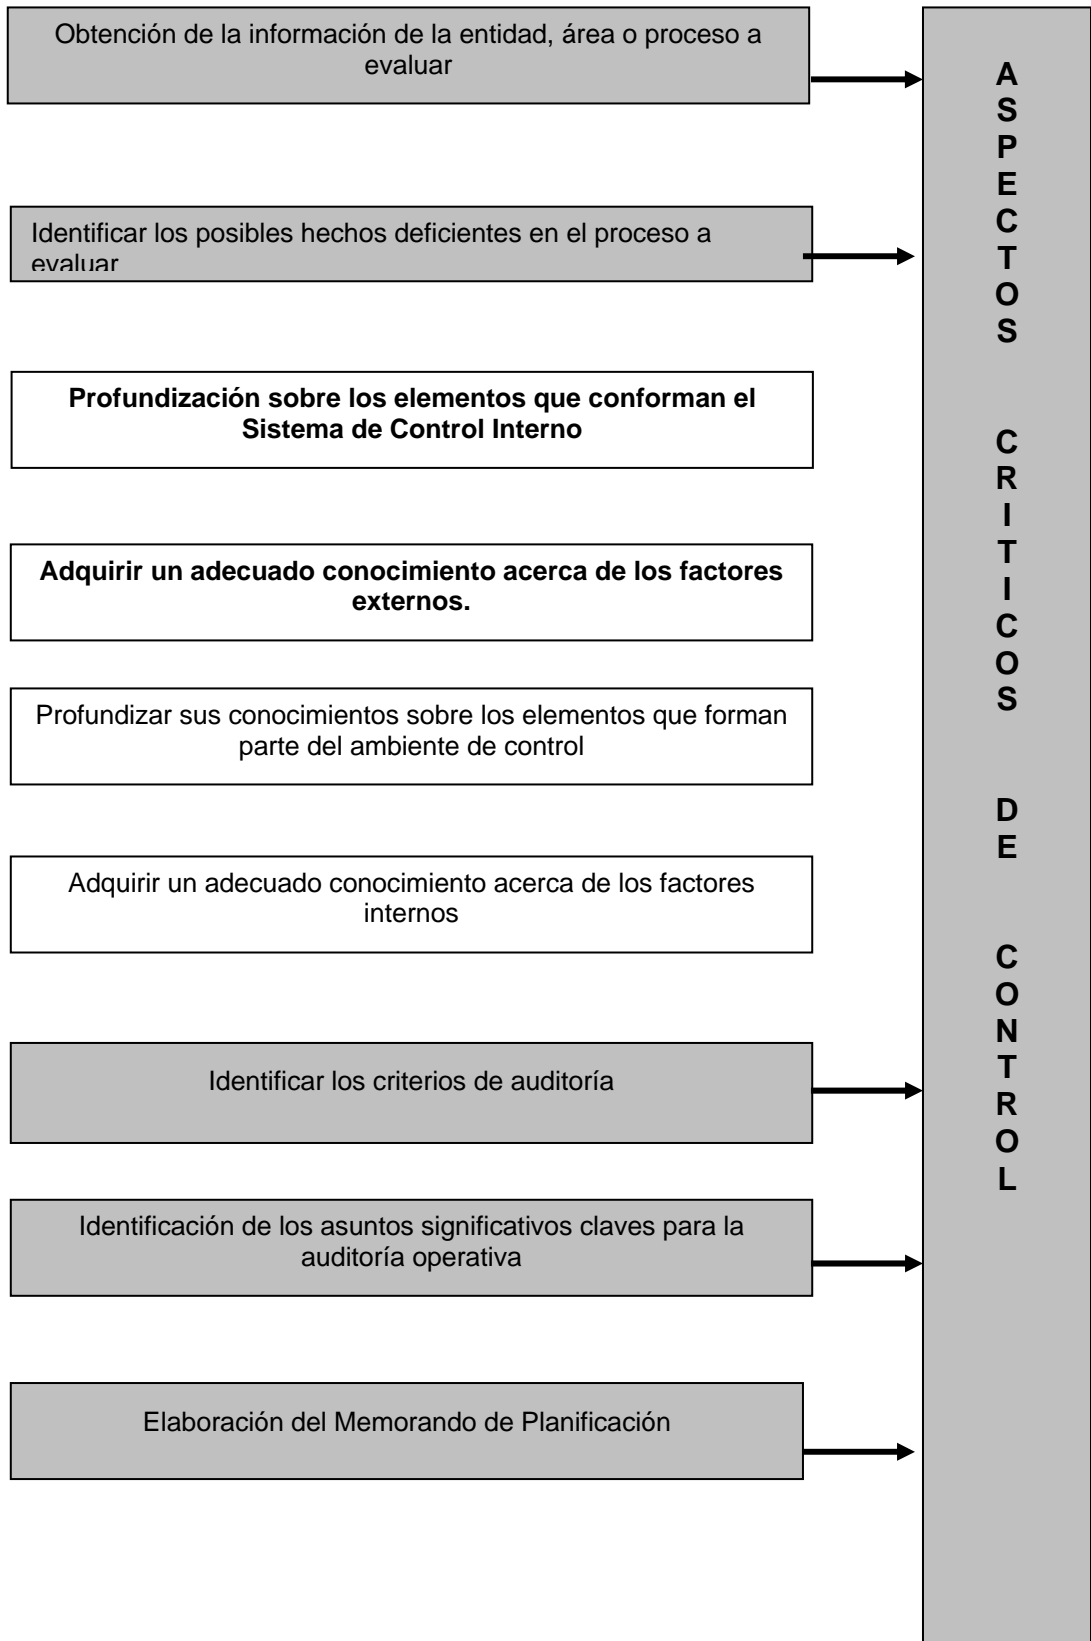 Obtención de la información de la entidad, área o proceso a
evaluar
Identificar los posibles hechos deficientes en el proceso a
evaluar
Profundización sobre los elementos que conforman el
Sistema de Control Interno
Adquirir un adecuado conocimiento acerca de los factores
externos.
Profundizar sus conocimientos sobre los elementos que forman
parte del ambiente de control
Adquirir un adecuado conocimiento acerca de los factores
internos
Identificar los criterios de auditoría
Identificación de los asuntos significativos claves para la
auditoría operativa
Elaboración del Memorando de Planificación
ASPECTOS CRITICOS DE CONTROL